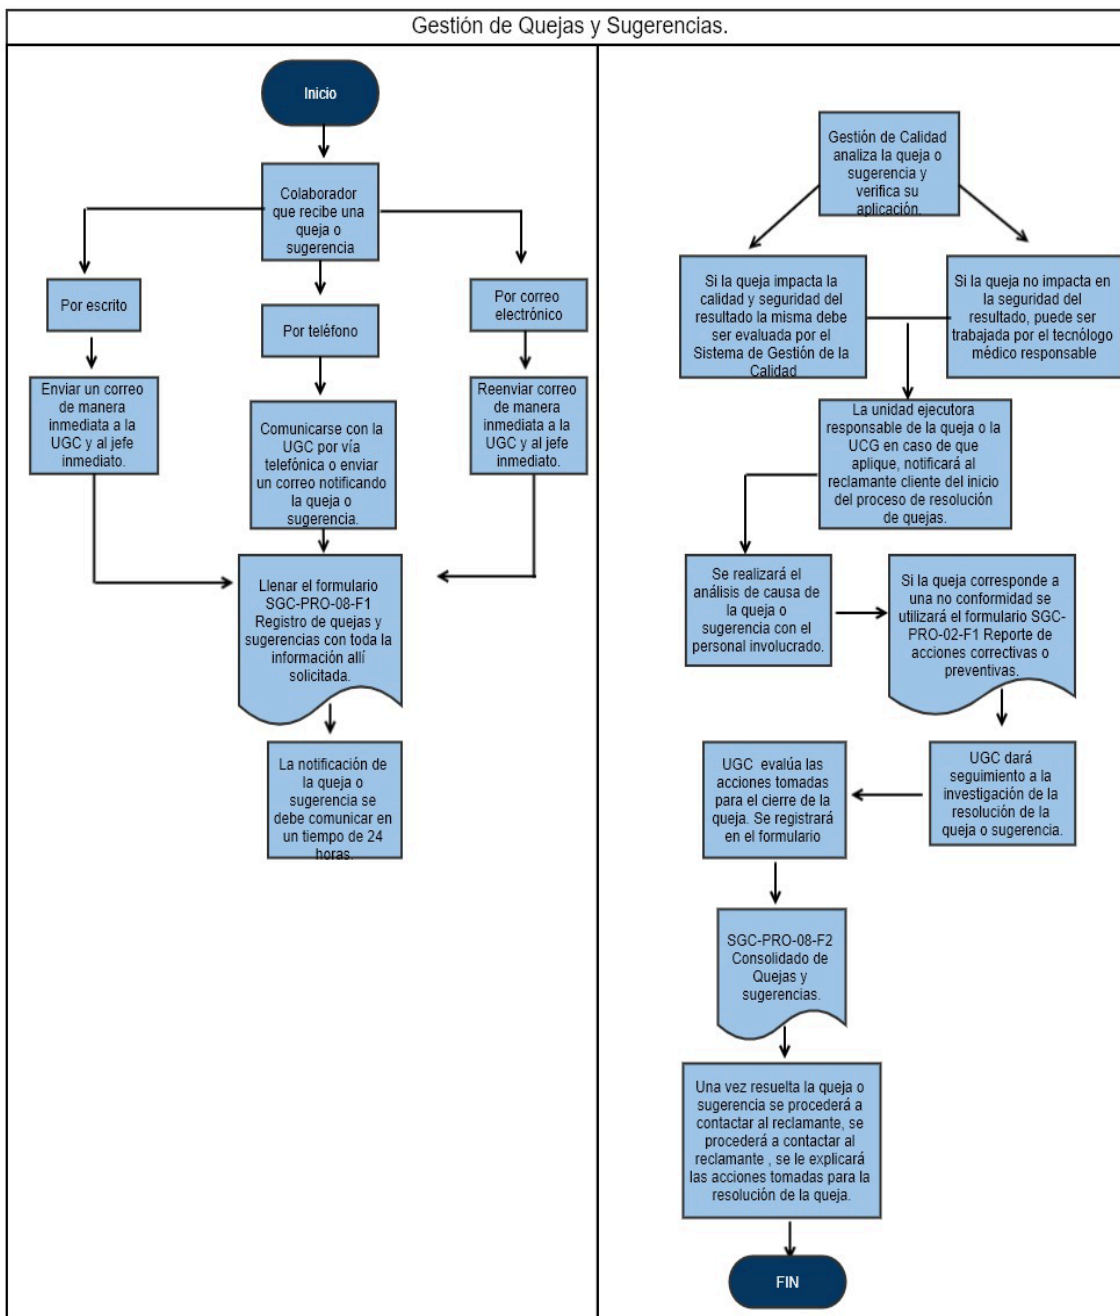 Gestión de Quejas y Sugerencias.
Inicio
Colaborador
que recibe una
queja o
sugerencia
Por escrito
Por teléfono
Por correo
electrónico
Enviar un correo
de manera
inmediata a la
UGC y al jefe
inmediato.
Comunicarse con la
UGC por vía
telefónica o enviar
un correo notificando
la queja o
sugerencia.
Reenviar correo
de manera
inmediata a la
UGC y al jefe
inmediato.
Llenar el formulario
SGC-PRO-08-F1
Registro de quejas y
sugerencias con toda la
información allí
solicitada.
La notificación de
la queja o
sugerencia se
debe comunicar en
un tiempo de 24
horas.
Gestión de Calidad
analiza la queja o
sugerencia y
verifica su
aplicación.
Si la queja impacta la
calidad y seguridad del
resultado la misma debe
ser evaluada por el
Sistema de Gestión de la
Calidad
Si la queja no impacta en
la seguridad del
resultado, puede ser
trabajada por el tecnólogo
médico responsable
La unidad ejecutora
responsable de la queja o la
UCG en caso de que
aplique, notificará al
reclamante cliente del inicio
del proceso de resolución
de quejas.
Se realizará el
análisis de causa de
la queja o
sugerencia con el
personal involucrado.
Si la queja corresponde a
una no conformidad se
utilizará el formulario SGC-
PRO-02-F1 Reporte de
acciones correctivas o
preventivas.
UGC dará
seguimiento a la
investigación de la
resolución de la
queja o sugerencia.
UGC evalúa las
acciones tomadas
para el cierre de la
queja. Se registrará
en el formulario
SGC-PRO-08-F2
Consolidado de
Quejas y
sugerencias.
Una vez resuelta la queja o
sugerencia se procederá a
contactar al reclamante, se
procederá a contactar al
reclamante , se le explicará
las acciones tomadas para la
resolución de la queja.
FIN